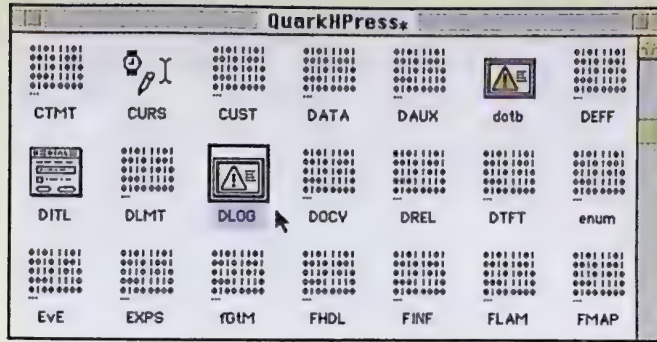 QuarkXPress*
CTMT CURS CUST DATA DAUX dctb DEFF
DITL DLMT DLOG DOCV DREL DTFT enum
EvE EXPS fGtM FHDL FINF FLAM FMAP